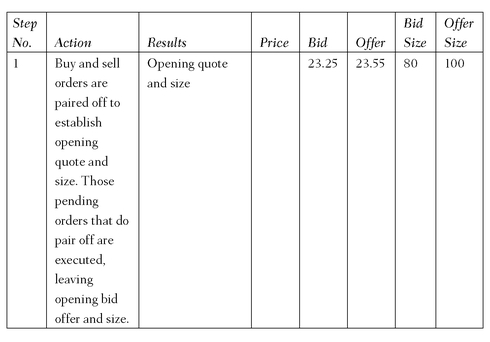 Step No. Action Results Price Bid Offer Bid Size Offer Size
1 Buy and sell Opening quote 23.25 23.55 80 100
orders are and size
paired off to
establish
opening
quote and
size. Those
pending
orders that do
pair off are
executed,
leaving
opening bid
offer and size.